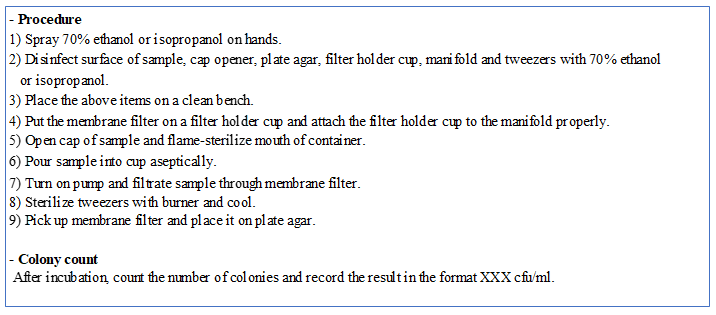 - Procedure
1) Spray 70% ethanol or isopropanol on hands.
2) Disinfect surface of sample, cap opener, plate agar, filter holder cup, manifold and tweezers with 70% ethanol
or isopropanol.
3) Place the above items on a clean bench.
4) Put the membrane filter on a filter holder cup and attach the filter holder cup to the manifold properly.
5) Open cap of sample and flame-sterilize mouth of container.
6) Pour sample into cup aseptically.
7) Turn on pump and filtrate sample through membrane filter.
8) Sterilize tweezers with burner and cool.
9) Pick up membrane filter and place it on plate agar.
- Colony count
After incubation, count the number of colonies and record the result in the format XXX cfu/ml.